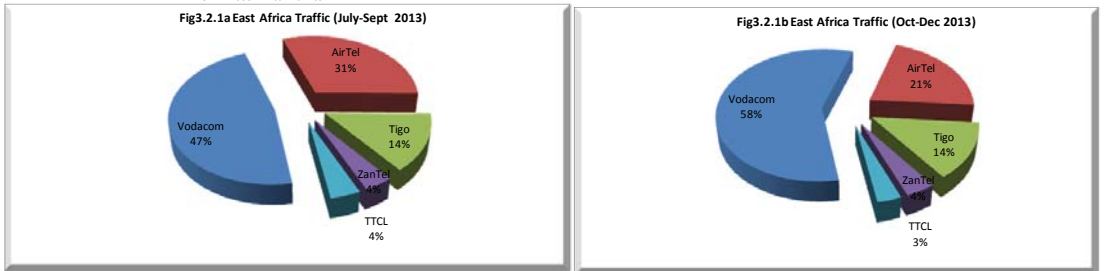 Fig3.2.1a East Africa Traffic (July-Sept 2013)
AirTel
31%
Vodacom
47%
Tigo
14%
ZanTel
4%
TTCL
4%
Fig3.2.1b East Africa Traffic (Oct-Dec 2013)
AirTel
21%
Vodacom
58%
Tigo
14%
ZanTel
4%
TTCL
3%